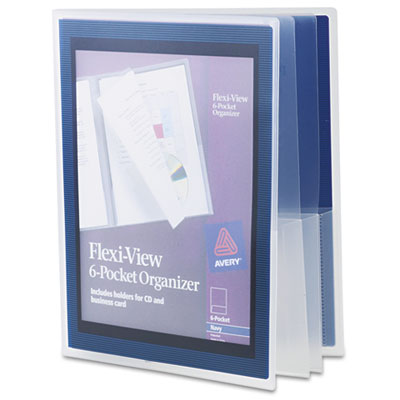 Flexi-View
6-Pocket
Organizer
Flexi-View
6-Pocket Organizer
Includes holders for CD and
business card
AVERY
6-Pocket
Navy